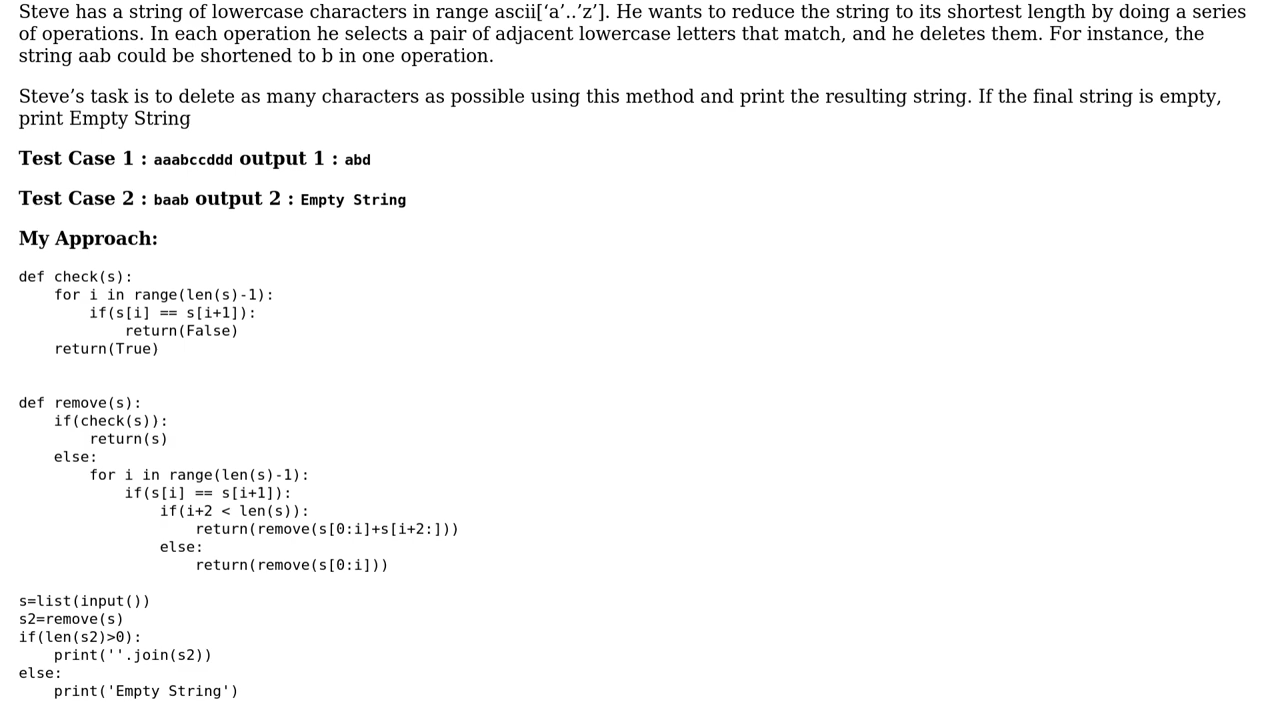 Steve has a string of lowercase characters in range ascii[‘a’..’z’]. He wants to reduce the string to its shortest length by doing a series
of operations. In each operation he selects a pair of adjacent lowercase letters that match, and he deletes them. For instance, the
string aab could be shortened to b in one operation.
Steve’s task is to delete as many characters as possible using this method and print the resulting string. If the final string is empty,
print Empty String
Test Case 1 : aaabccddd output 1 : abd
Test Case 2 : baab output 2 : Empty String
My Approach:
def check(s):
    for i in range(len(s)-1):
        if(s[i] == s[i+1]):
            return(False)
    return(True)
def remove(s):
    if(check(s)):
        return(s)
    else:
        for i in range(len(s)-1):
            if(s[i] == s[i+1]):
                if(i+2 < len(s)):
                    return(remove(s[0:i]+s[i+2:]))
                else:
                    return(remove(s[0:i]))
s=list(input())
s2=remove(s)
if(len(s2)>0):
    print(''.join(s2))
else:
    print('Empty String')